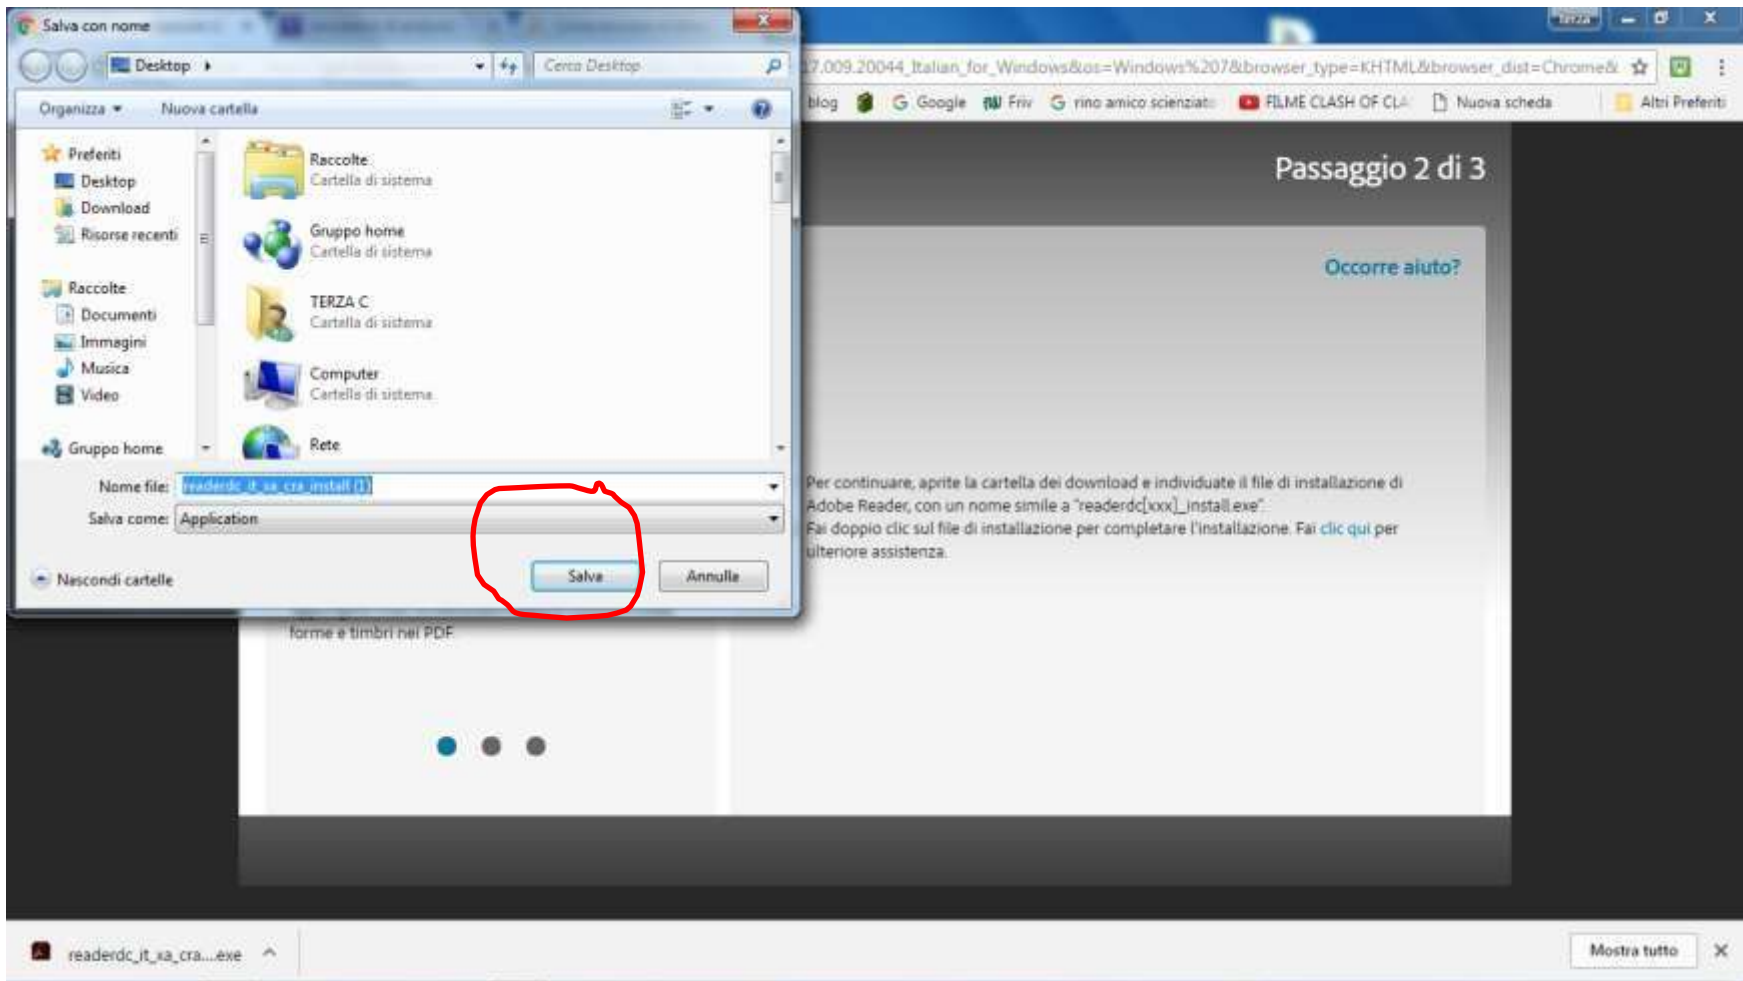 Salva con nome
Terza
Desktop
Cerca Desktop
17.009.20044_Italian_for_Windows&os=Windows%207&browser_type=KHTML&browser_dist=Chrome&
Organizza
Nuova cartella
blog
Google
Friv
rino amico scienziat
FILME CLASH OF CLA
Nuova scheda
Altri Preferiti
Preferiti
Desktop
Download
Risorse recenti
Raccolte
Documenti
Immagini
Musica
Video
Gruppo home
Raccolte
Cartella di sistema
Gruppo home
Cartella di sistema
TERZA C
Cartella di sistema
Computer
Cartella di sistema
Rete
Nome file: readerdc_it_xa_cra_install (1)
Salva come: Application
Nascondi cartelle
Salva
Annulla
Passaggio 2 di 3
Occorre aiuto?
Per continuare, aprite la cartella dei download e individuate il file di installazione di
Adobe Reader, con un nome simile a "readerdc[xxx]_install.exe".
Fai doppio clic sul file di installazione per completare l'installazione. Fai clic qui per
ulteriore assistenza.
forme e timbri nei PDF.
readerdc_it_xa_cra....exe
Mostra tutto